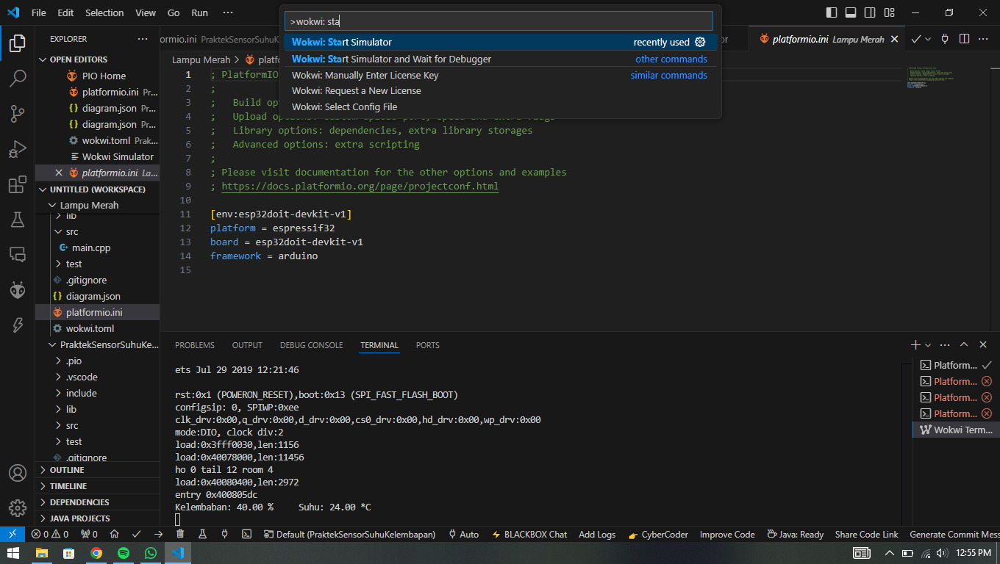 File Edit Selection View Go Run ···
>wokwi: sta
Wokwi: Start Simulator recently used
Wokwi: Start Simulator and Wait for Debugger other commands
Wokwi: Manually Enter License Key similar commands
Wokwi: Request a New License
Wokwi: Select Config File
EXPLORER ···
OPEN EDITORS
PIO Home
platformio.ini Pr...
diagram.json Pr...
diagram.json Pr...
wokwi.toml Prak...
Wokwi Simulator
platformio.ini La...
UNTITLED (WORKSPACE)
Lampu Merah
lib
src
main.cpp
test
.gitignore
diagram.json
platformio.ini
wokwi.toml
PraktekSensorSuhuKe...
.pio
.vscode
include
lib
src
test
.gitignore
OUTLINE
TIMELINE
DEPENDENCIES
JAVA PROJECTS
ormio.ini PraktekSensorSuhuK
or
platformio.ini Lampu Merah
Lampu Merah > platfo
1 ; PlatformIO
2 ;
3 ; Build opt
4 ; Upload options: custom upload port, speed and extra flags
5 ; Library options: dependencies, extra library storages
6 ; Advanced options: extra scripting
7 ;
8 ; Please visit documentation for the other options and examples
9 ; https://docs.platformio.org/page/projectconf.html
10
11 [env:esp32doit-devkit-v1]
12 platform = espressif32
13 board = esp32doit-devkit-v1
14 framework = arduino
15
PROBLEMS OUTPUT DEBUG CONSOLE TERMINAL PORTS
ets Jul 29 2019 12:21:46
rst:0x1 (POWERON_RESET),boot:0x13 (SPI_FAST_FLASH_BOOT)
configsip: 0, SPIWP:0xee
clk_drv:0x00,q_drv:0x00,d_drv:0x00,cs0_drv:0x00,hd_drv:0x00,wp_drv:0x00
mode:DIO, clock div:2
load:0x3fff0030,len:1156
load:0x40078000,len:11456
ho 0 tail 12 room 4
load:0x40080400,len:2972
entry 0x400805dc
Kelembaban: 40.00 % Suhu: 24.00 *C
Platform...
Platform...
Platform...
Platform...
Wokwi Term...
0 0 0 Default (PraktekSensorSuhuKelembapan) Auto BLACKBOX Chat Add Logs CyberCoder Improve Code Java: Ready Share Code Link Generate Commit Mess
12:55 PM